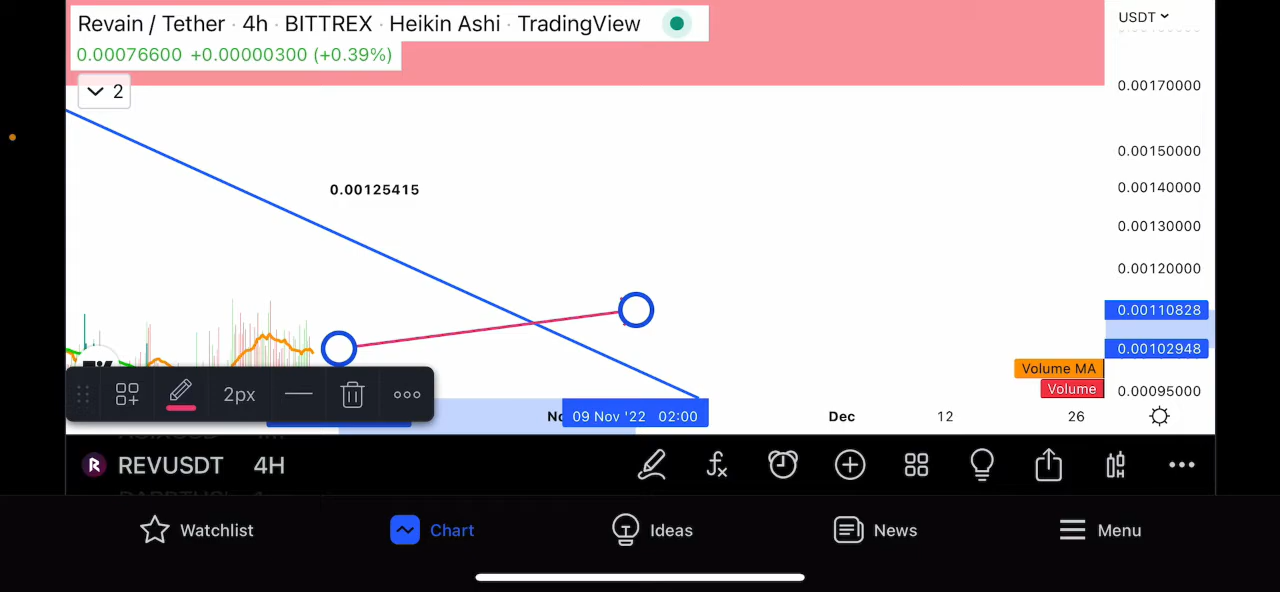 Revain / Tether · 4h · BITTREX · Heikin Ashi · TradingView
USDT
0.00076600 +0.00000300 (+0.39%)
2
0.00170000
0.00150000
0.00140000
0.00130000
0.00120000
0.00125415
0.00110828
0.00102948
Volume MA
Volume
0.00095000
2px
09 Nov '22 02:00
Dec
12
26
REVUSDT 4H
Watchlist
Chart
Ideas
News
Menu